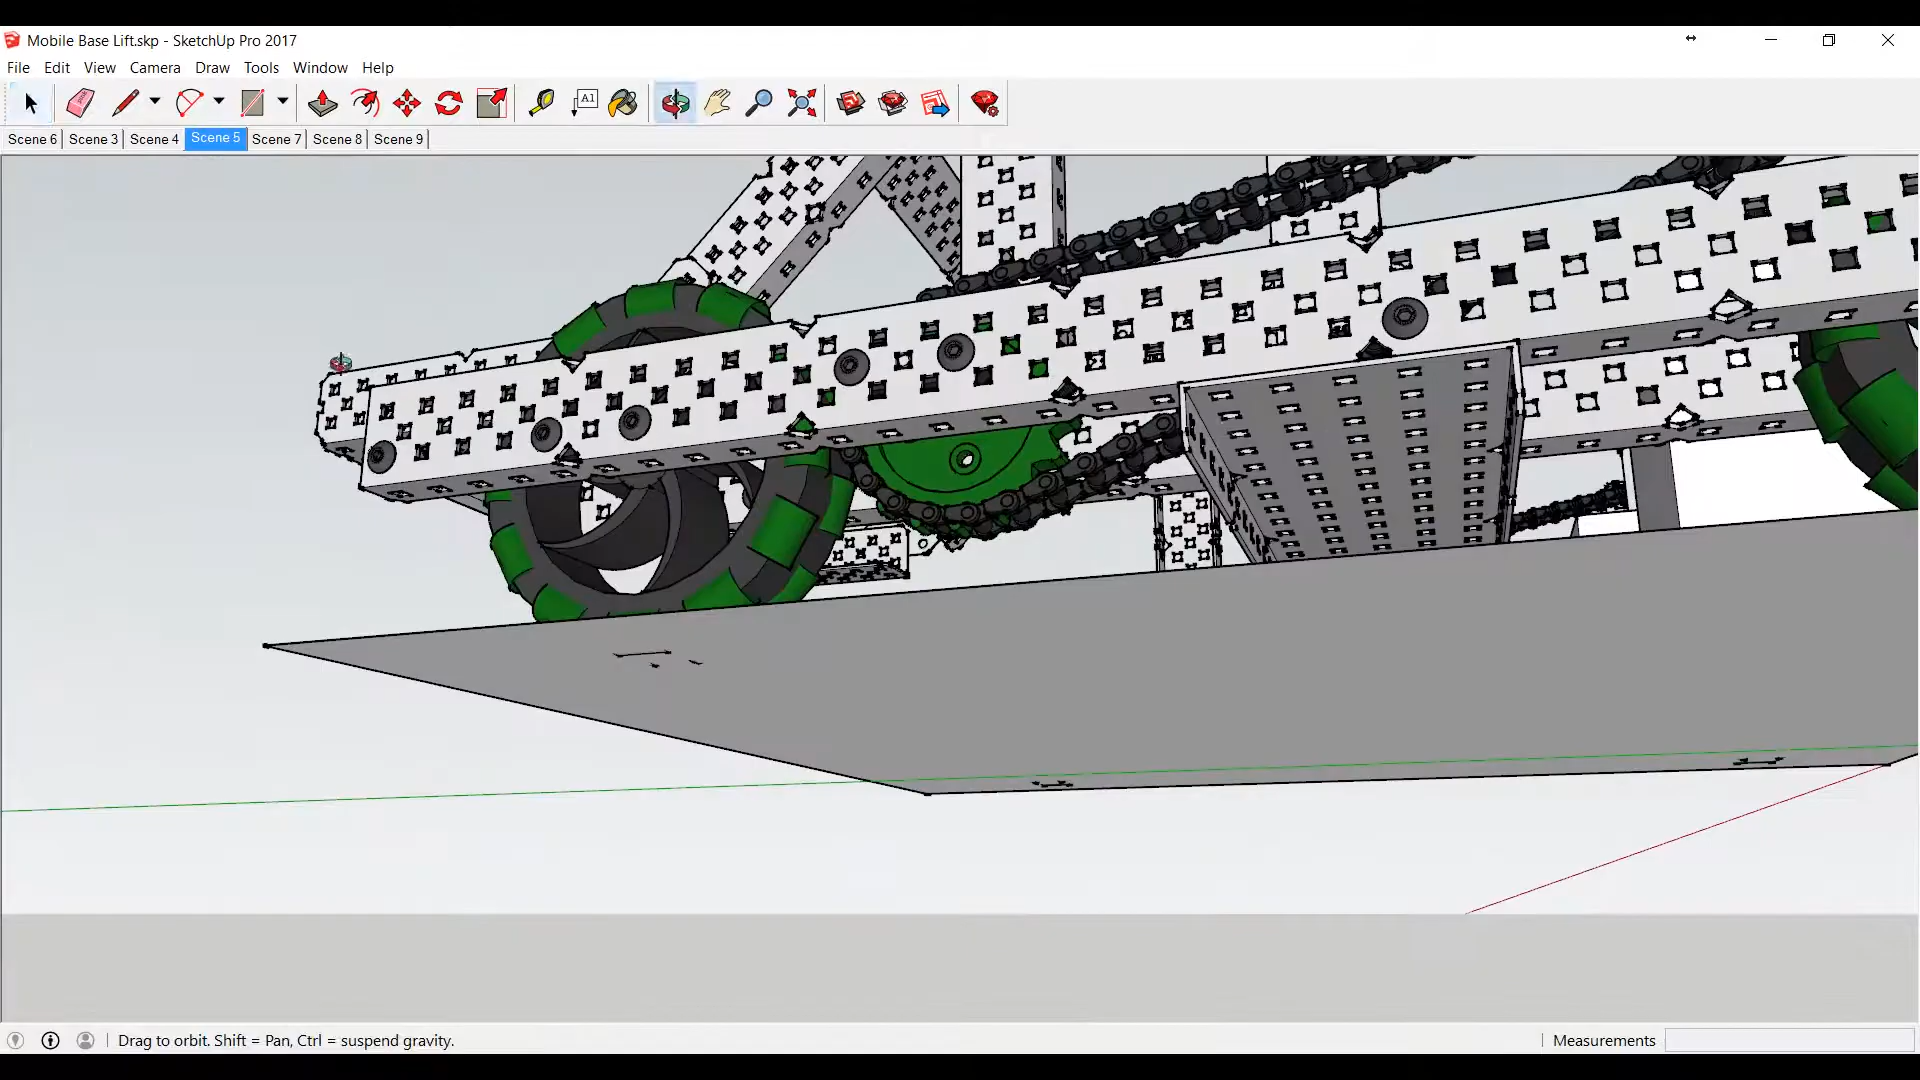 Mobile Base Lift.skp - SketchUp Pro 2017
File Edit View Camera Draw Tools Window Help
A1
Scene 6 Scene 3 Scene 4 Scene 5 Scene 7 Scene 8 Scene 9
Drag to orbit. Shift = Pan, Ctrl = suspend gravity.
Measurements